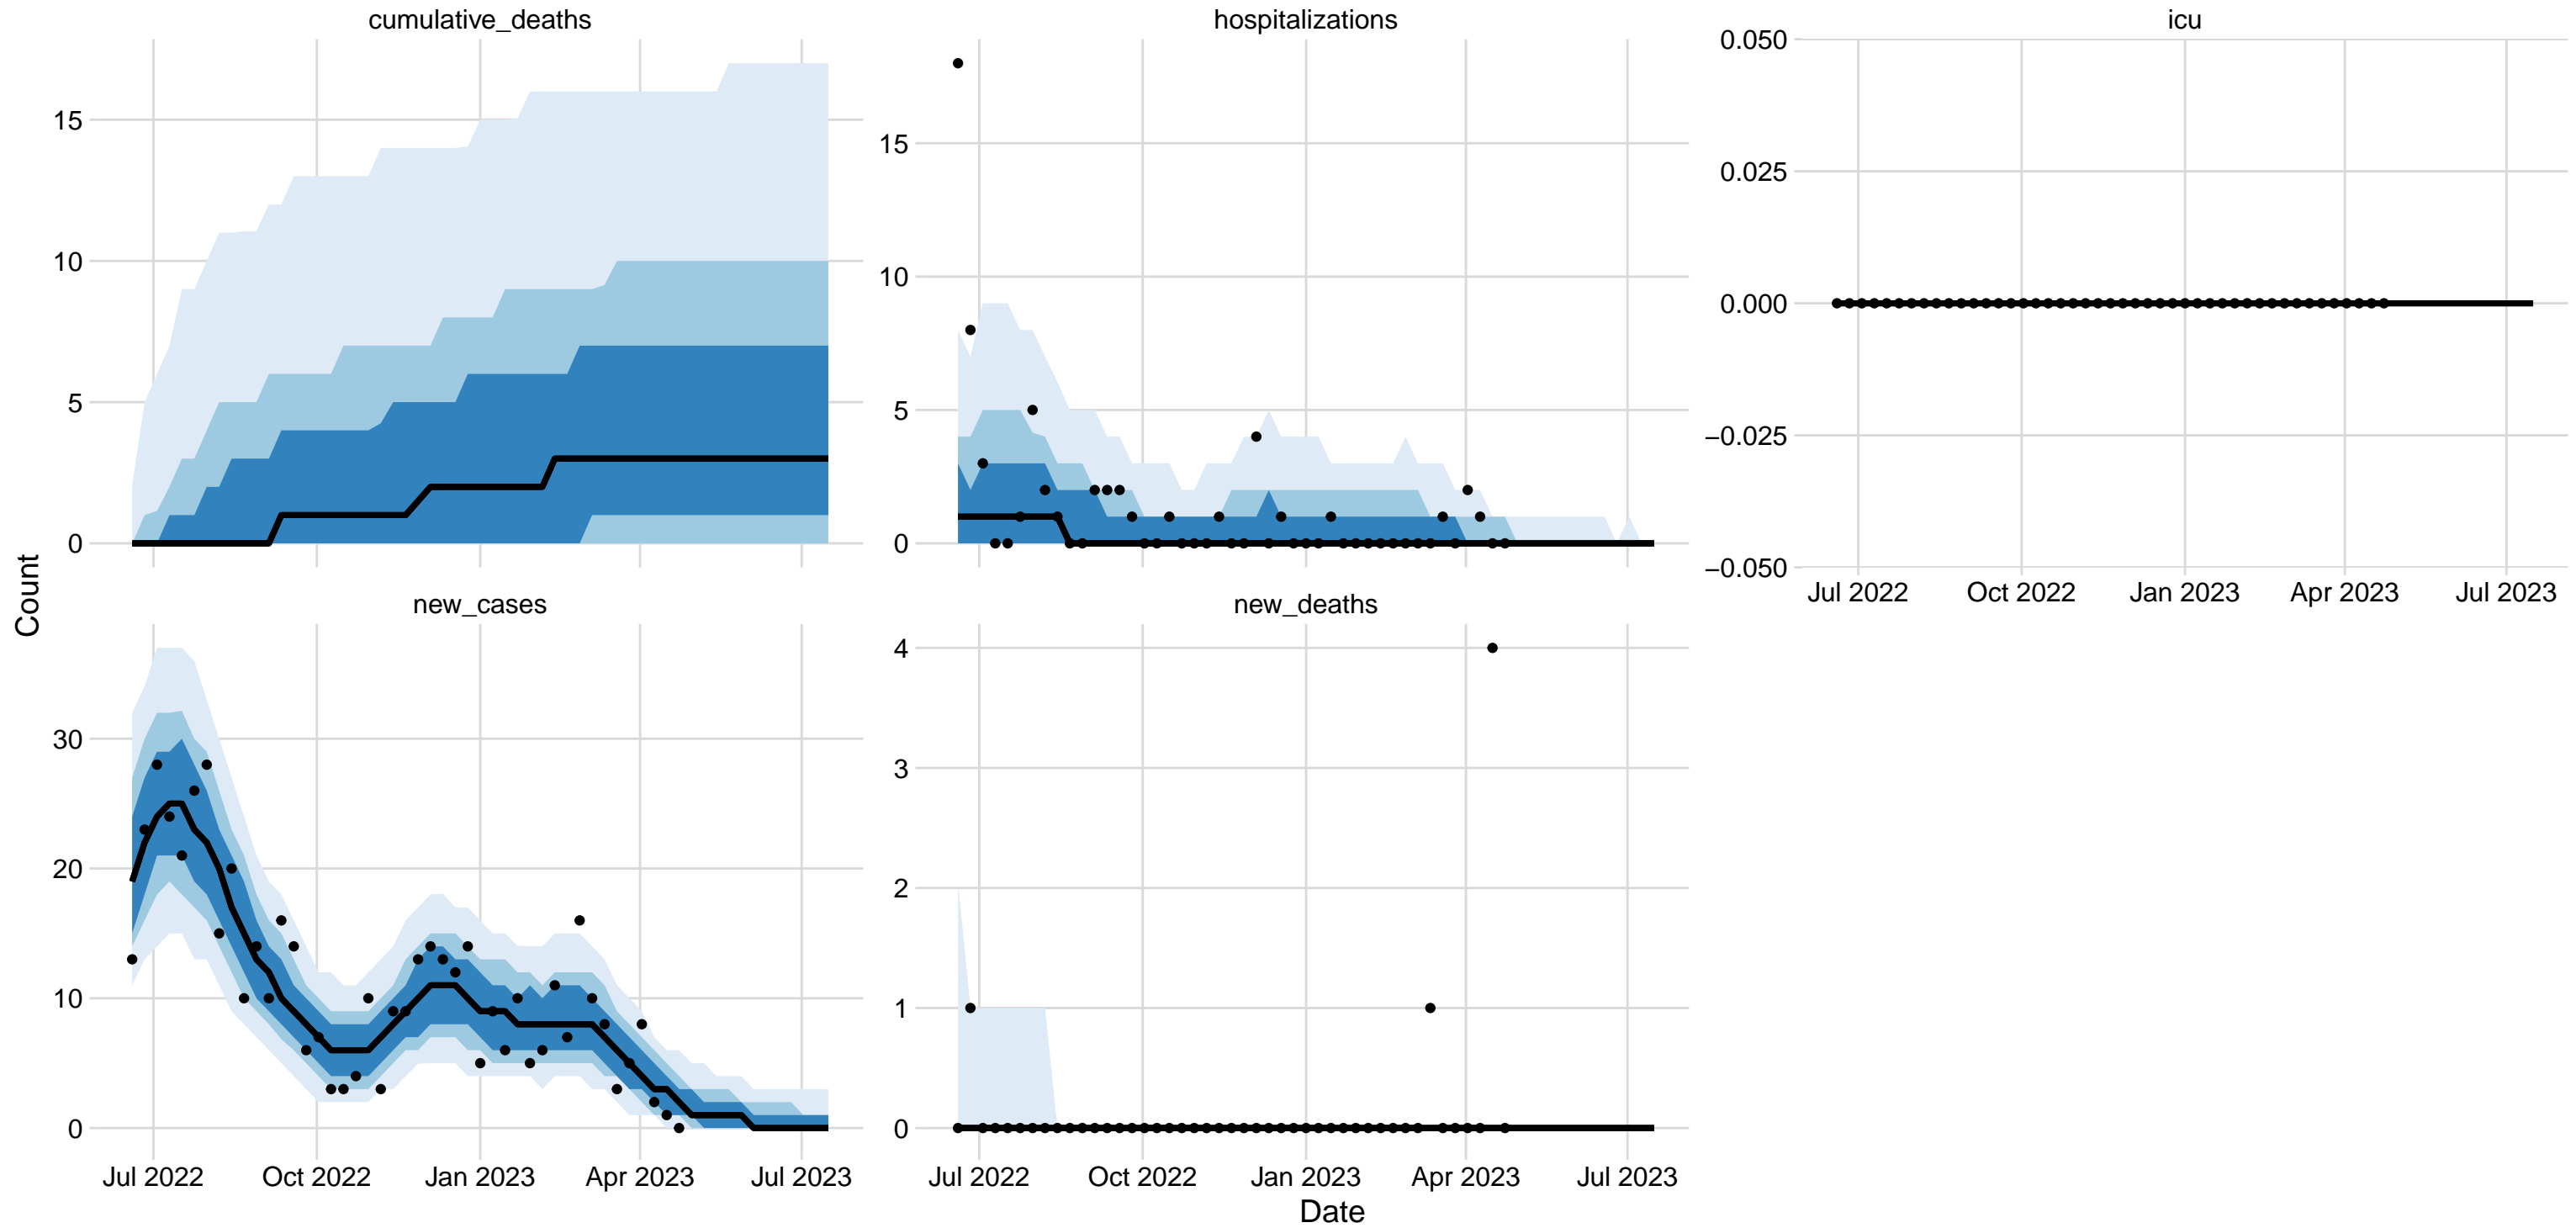 cumulative_deaths
hospitalizations
icu
15
10
5
0
15
10
5
0
0.050
0.025
0.000
−0.025
−0.050
Jul 2022 Oct 2022 Jan 2023 Apr 2023 Jul 2023
Count
new_cases
new_deaths
30
20
10
0
4
3
2
1
0
Jul 2022 Oct 2022 Jan 2023 Apr 2023 Jul 2023
Jul 2022 Oct 2022 Jan 2023 Apr 2023 Jul 2023
Date